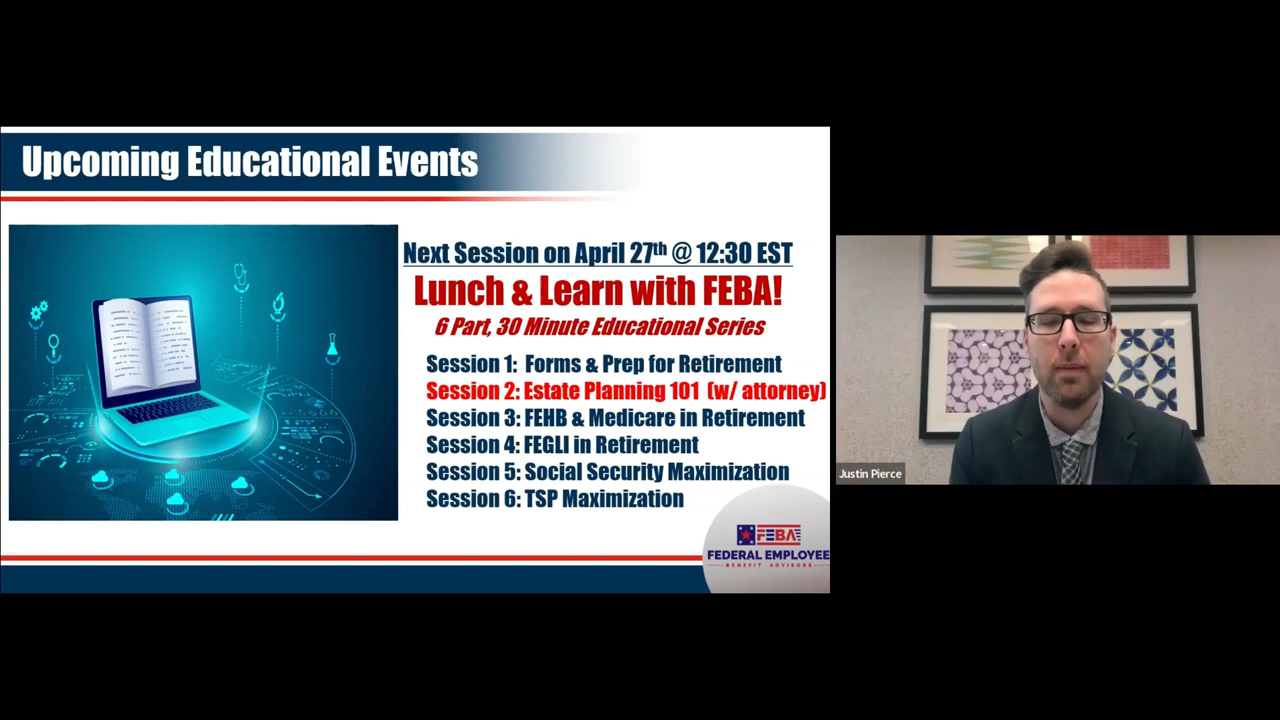 Upcoming Educational Events
Next Session on April 27th @ 12:30 EST
Lunch & Learn with FEBA!
6 Part, 30 Minute Educational Series
Session 1: Forms & Prep for Retirement
Session 2: Estate Planning 101 (w/ attorney)
Session 3: FEHB & Medicare in Retirement
Session 4: FEGLI in Retirement
Session 5: Social Security Maximization
Session 6: TSP Maximization
FEBA
FEDERAL EMPLOYEE
BENEFIT ADVISORS
Justin Pierce